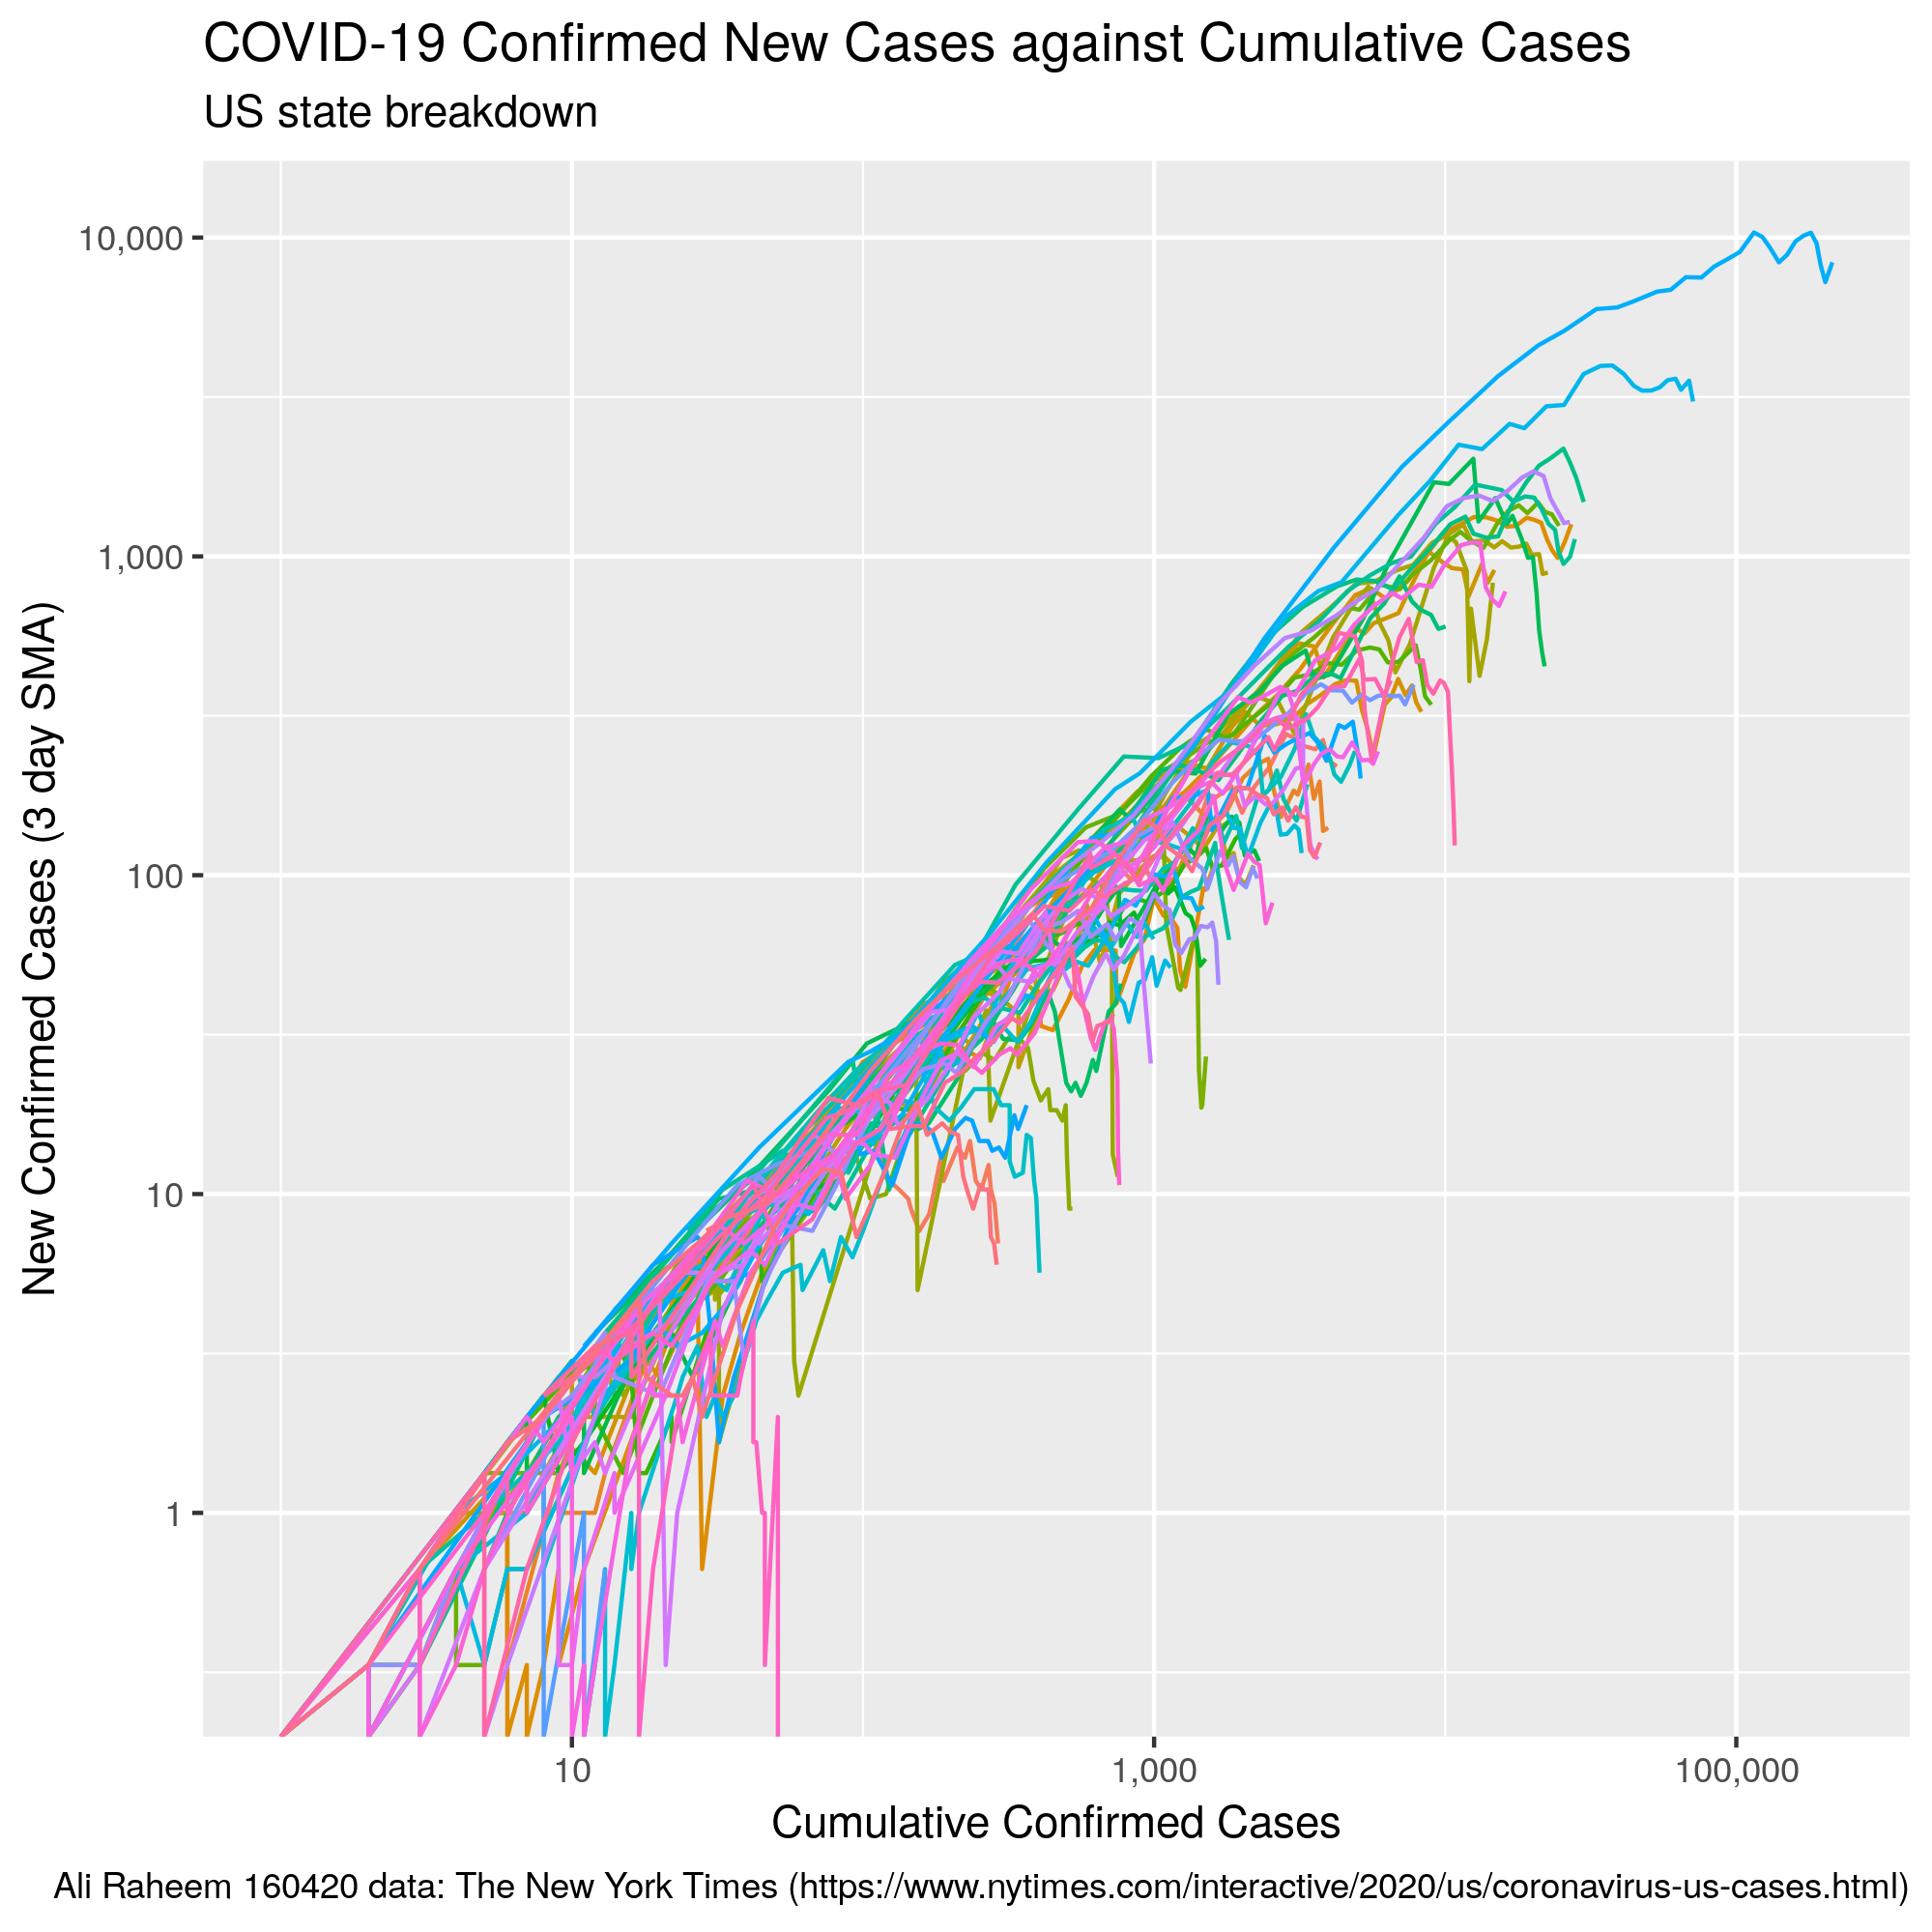 COVID-19 Confirmed New Cases against Cumulative Cases
US state breakdown
New Confirmed Cases (3 day SMA)
10,000
1,000
100
10
1
10
1,000
100,000
Cumulative Confirmed Cases
Ali Raheem 160420 data: The New York Times (https://www.nytimes.com/interactive/2020/us/coronavirus-us-cases.html)